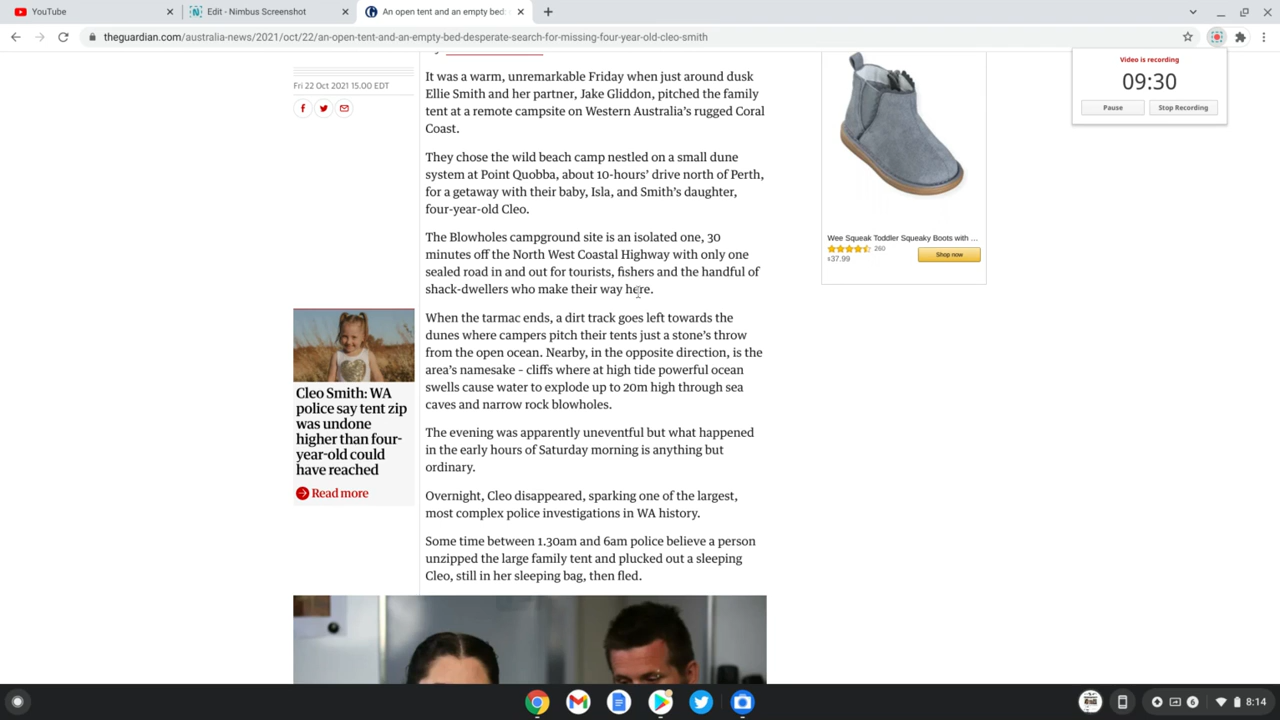 YouTube
Edit - Nimbus Screenshot
An open tent and an empty bed:
theguardian.com/australia-news/2021/oct/22/an-open-tent-and-an-empty-bed-desperate-search-for-missing-four-year-old-cleo-smith
Video is recording
09:30
Pause
Stop Recording
Fri 22 Oct 2021 15.00 EDT
It was a warm, unremarkable Friday when just around dusk
Ellie Smith and her partner, Jake Gliddon, pitched the family
tent at a remote campsite on Western Australia's rugged Coral
Coast.
They chose the wild beach camp nestled on a small dune
system at Point Quobba, about 10-hours' drive north of Perth,
for a getaway with their baby, Isla, and Smith's daughter,
four-year-old Cleo.
The Blowholes campground site is an isolated one, 30
minutes off the North West Coastal Highway with only one
sealed road in and out for tourists, fishers and the handful of
shack-dwellers who make their way here.
When the tarmac ends, a dirt track goes left towards the
dunes where campers pitch their tents just a stone's throw
from the open ocean. Nearby, in the opposite direction, is the
area's namesake – cliffs where at high tide powerful ocean
swells cause water to explode up to 20m high through sea
caves and narrow rock blowholes.
The evening was apparently uneventful but what happened
in the early hours of Saturday morning is anything but
ordinary.
Overnight, Cleo disappeared, sparking one of the largest,
most complex police investigations in WA history.
Some time between 1.30am and 6am police believe a person
unzipped the large family tent and plucked out a sleeping
Cleo, still in her sleeping bag, then fled.
Cleo Smith: WA
police say tent zip
was undone
higher than four-
year-old could
have reached
Read more
Wee Squeak Toddler Squeaky Boots with ...
260
$37.99
Shop now
6
8:14